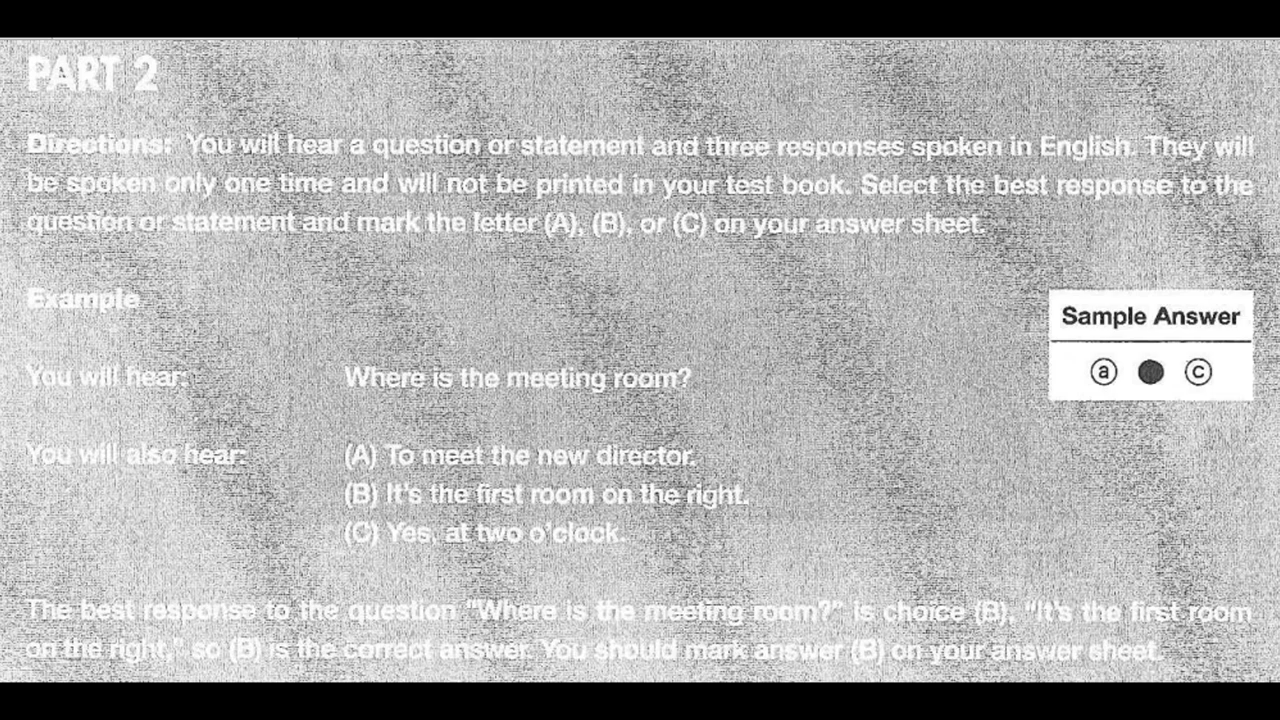 PART 2
Directions: You will hear a question or statement and three responses spoken in English. They will
be spoken only one time and will not be printed in your test book. Select the best response to the
question or statement and mark the letter (A), (B), or (C) on your answer sheet.
Example
Sample Answer
ⓐ ● ⓒ
You will hear: Where is the meeting room?
You will also hear: (A) To meet the new director.
(B) It's the first room on the right.
(C) Yes, at two o'clock.
The best response to the question "Where is the meeting room?" is choice (B), "It's the first room
on the right," so (B) is the correct answer. You should mark answer (B) on your answer sheet.